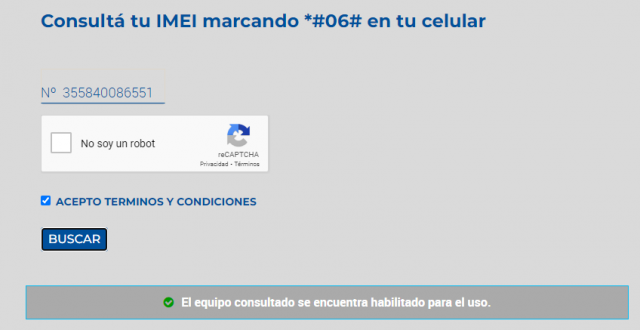 Consultá tu IMEI marcando *#06# en tu celular
Nº 355840086551
No soy un robot
reCAPTCHA
Privacidad - Términos
ACEPTO TERMINOS Y CONDICIONES
BUSCAR
El equipo consultado se encuentra habilitado para el uso.